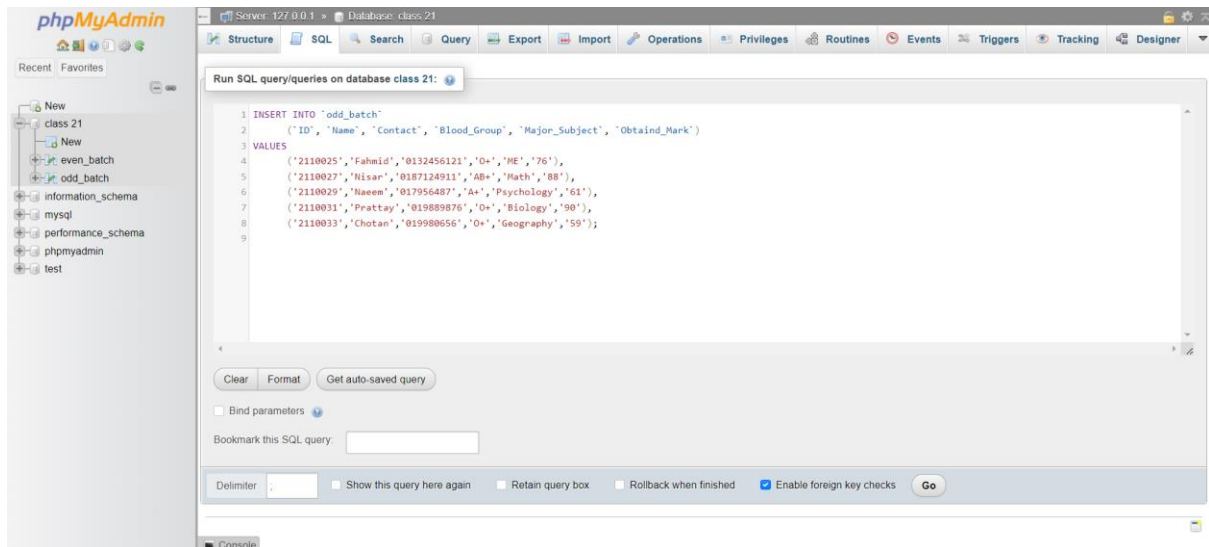 phpMyAdmin
Recent Favorites
New
class 21
New
even_batch
odd_batch
information_schema
mysql
performance_schema
phpmyadmin
test
Server: 127.0.0.1 » Database: class 21
Structure SQL Search Query Export Import Operations Privileges Routines Events Triggers Tracking Designer
Run SQL query/queries on database class 21:
1 INSERT INTO `odd_batch`
2 (`ID`, `Name`, `Contact`, `Blood_Group`, `Major_Subject`, `Obtaind_Mark`)
3 VALUES
4 ('2110025','Fahmid','0132456121','O+','ME','76'),
5 ('2110027','Nisar','0187124911','AB+','Math','88'),
6 ('2110029','Naeem','017956487','A+','Psychology','61'),
7 ('2110031','Prattay','019889876','O+','Biology','90'),
8 ('2110033','Chotan','019980656','O+','Geography','59');
9
Clear Format Get auto-saved query
Bind parameters
Bookmark this SQL query:
Delimiter ; Show this query here again Retain query box Rollback when finished Enable foreign key checks Go
Console